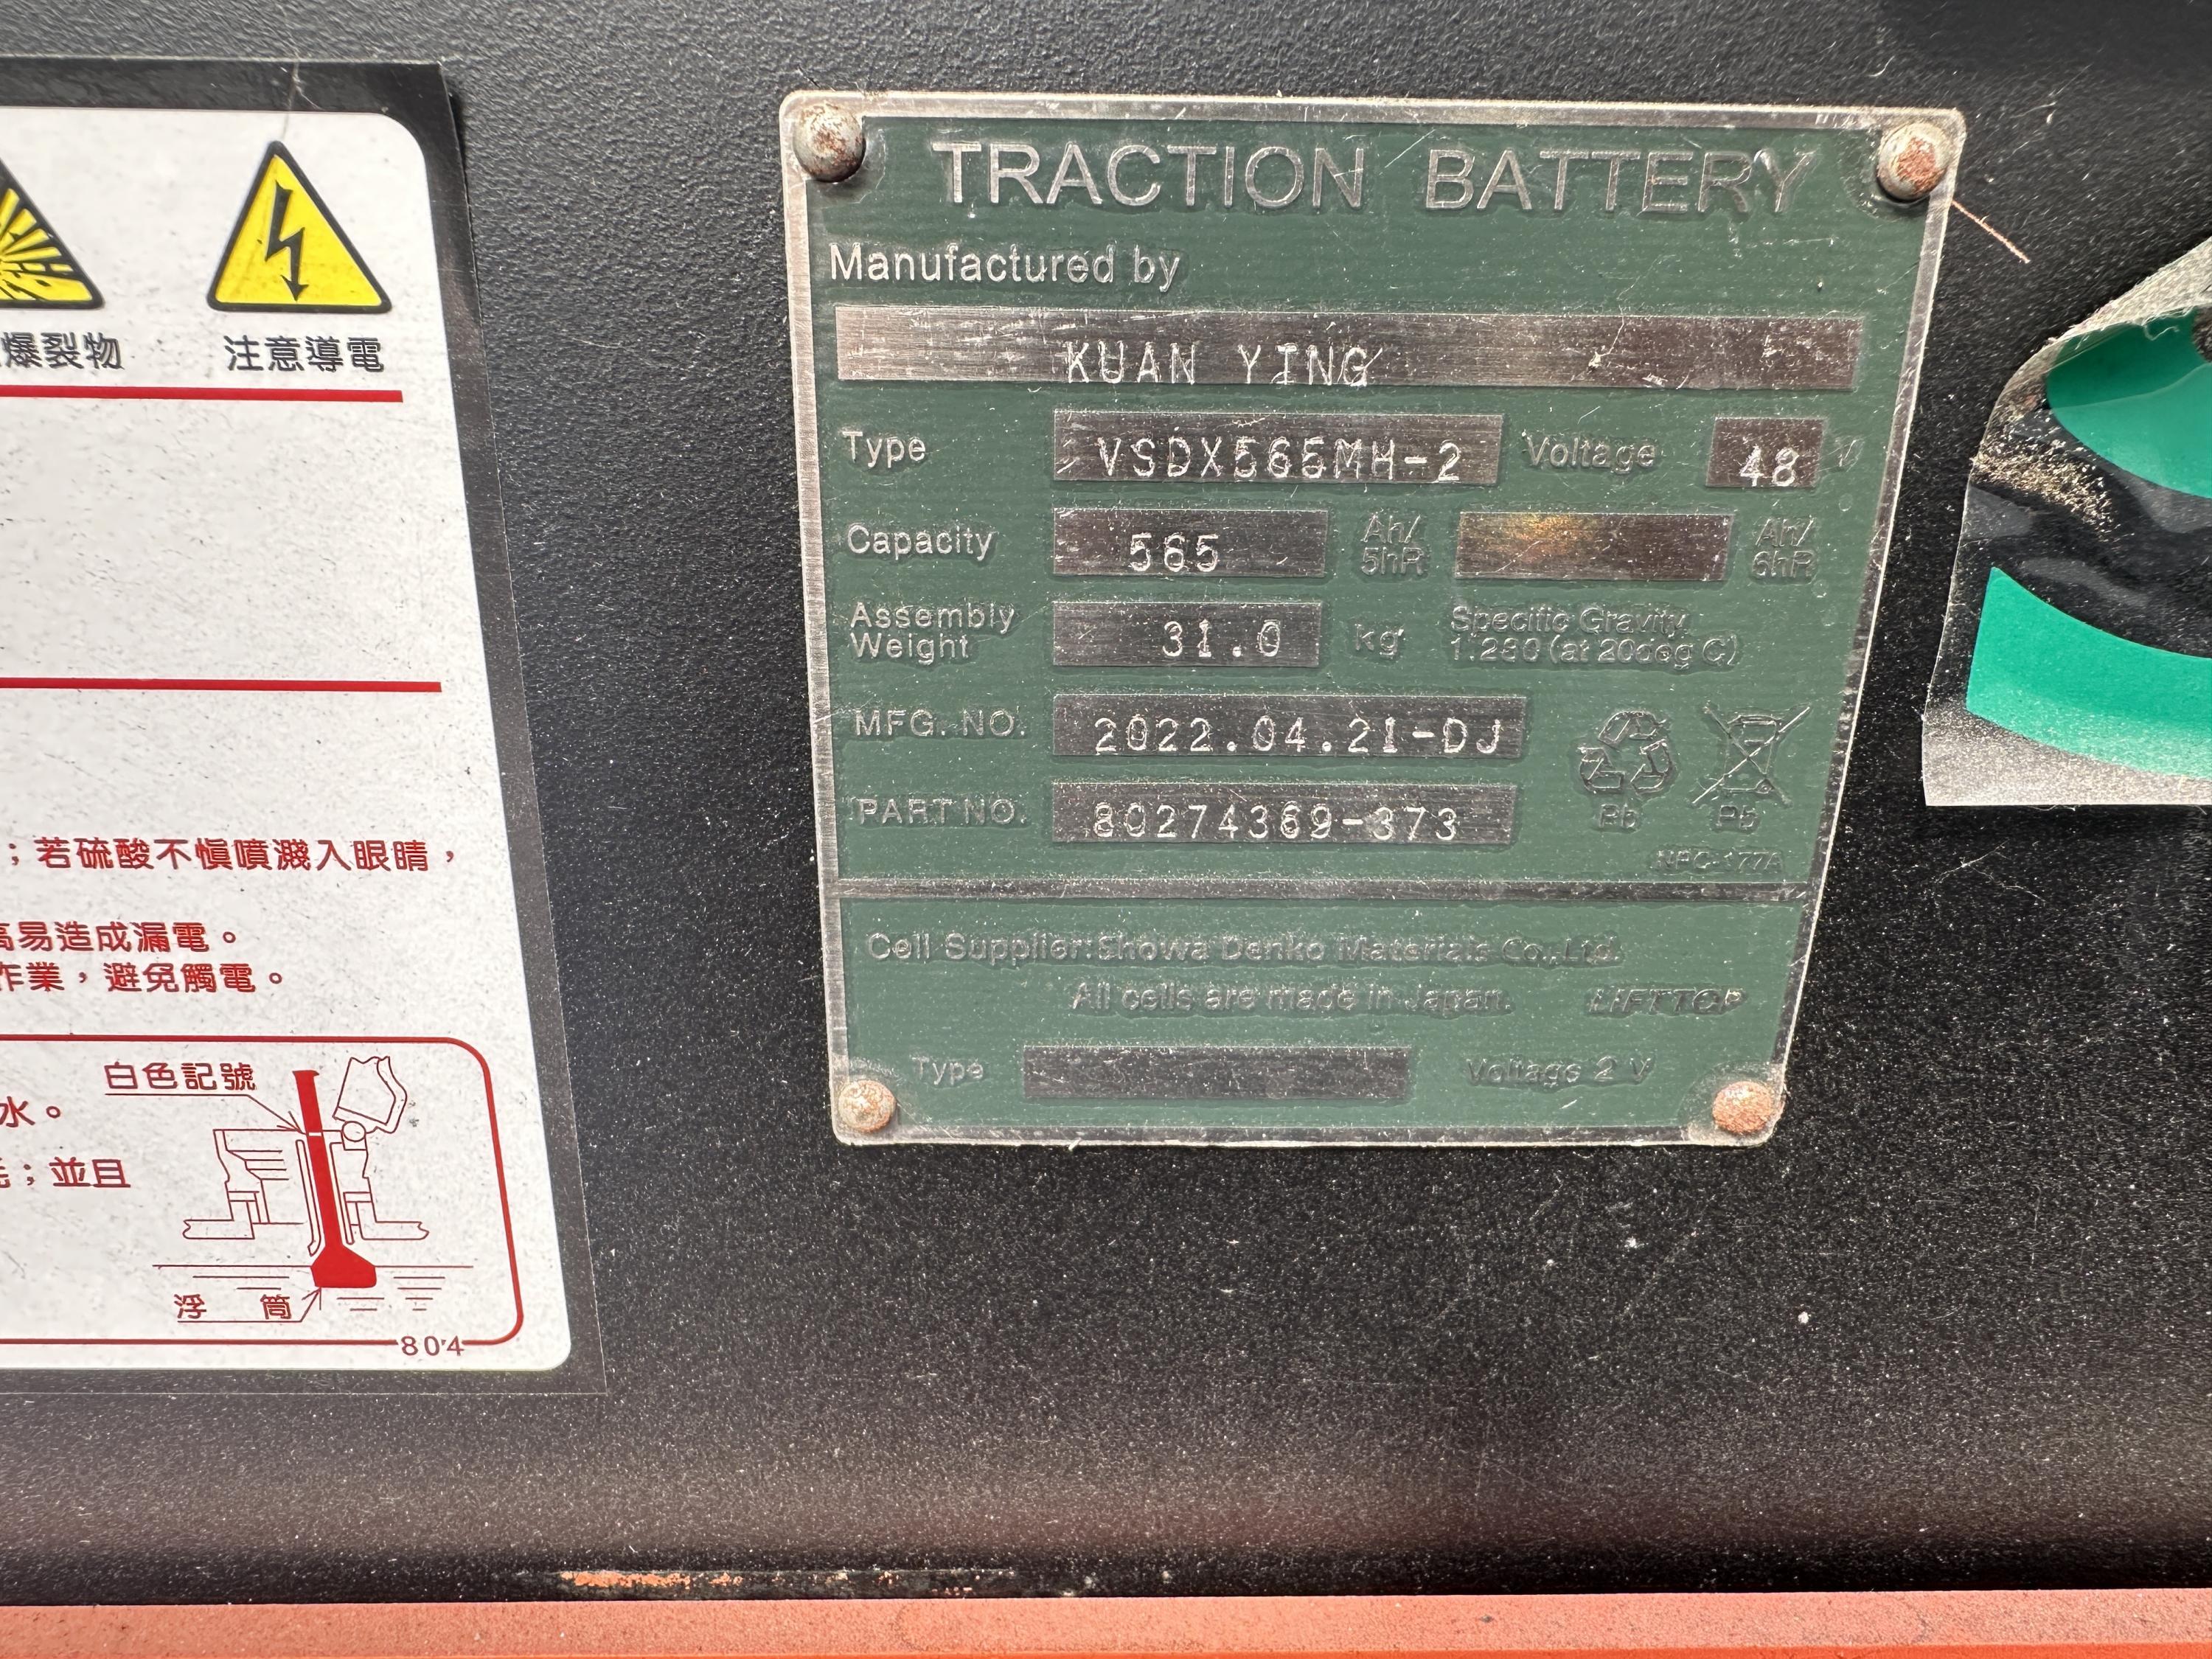 爆裂物
注意導電
；若硫酸不慎噴濺入眼睛，
易造成漏電。
作業，避免觸電。
白色記號
水。
；並且
浮 筒
804
TRACTION BATTERY
Manufactured by
KUAN YING
Type VSDX565MH-2 Voltage 48 V
Capacity 565 Ah/5hR Ah/6hR
Assembly Weight 31.0 kg Specific Gravity 1.280 (at 20deg C)
MFG. NO. 2022.04.21-DJ
PART NO. 80274369-373
Pb Pb
Cell Supplier: Showa Denko Materials Co., Ltd.
All cells are made in Japan. LIFTTOP
Type Voltage 2 V